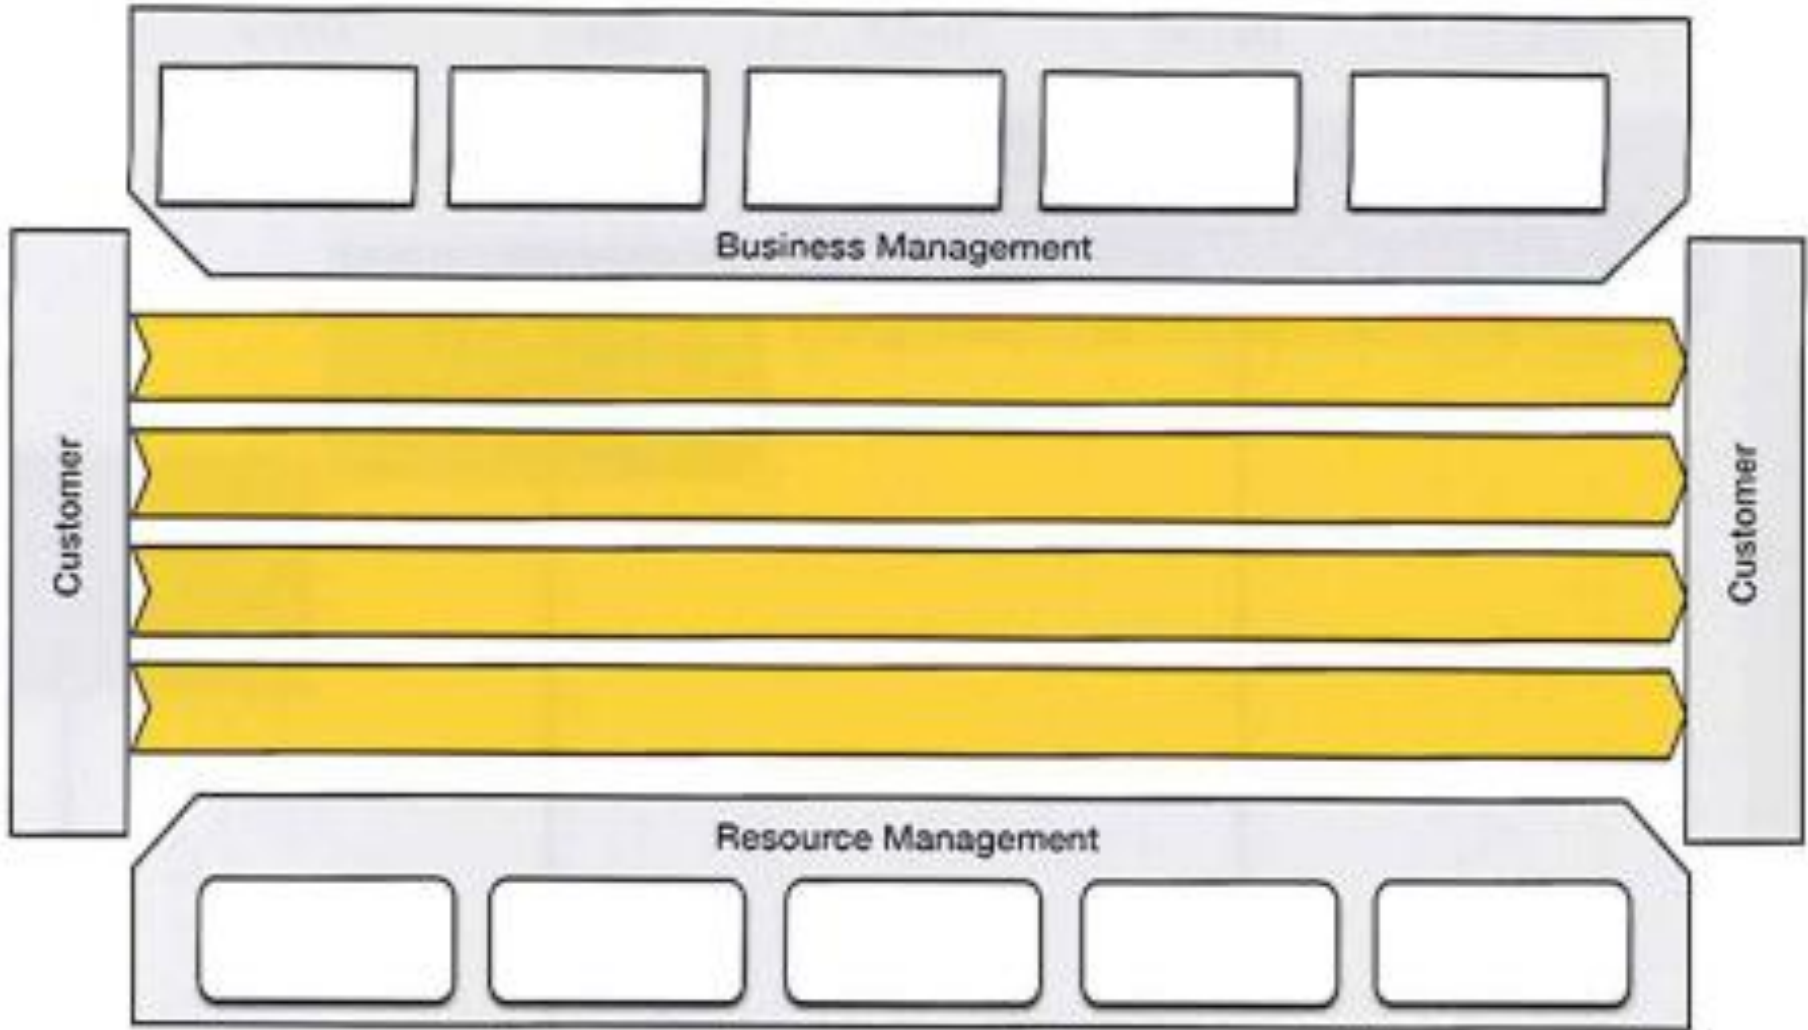 Business Management
Customer
Customer
Resource Management